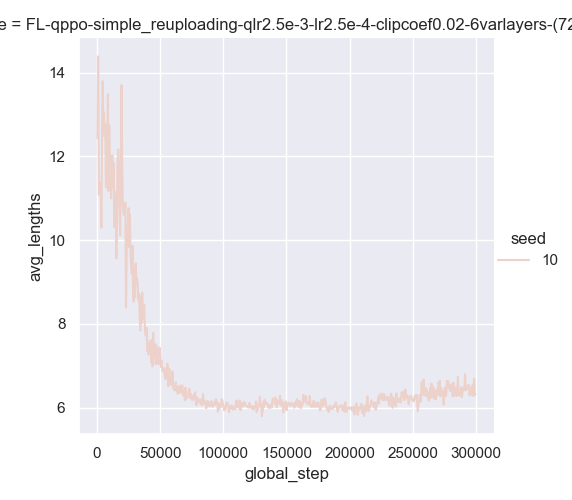 e = FL-qppo-simple_reuploading-qlr2.5e-3-lr2.5e-4-clipcoef0.02-6varlayers-(72
14
12
10
8
6
avg_lengths
0 50000 100000 150000 200000 250000 300000
global_step
seed
10